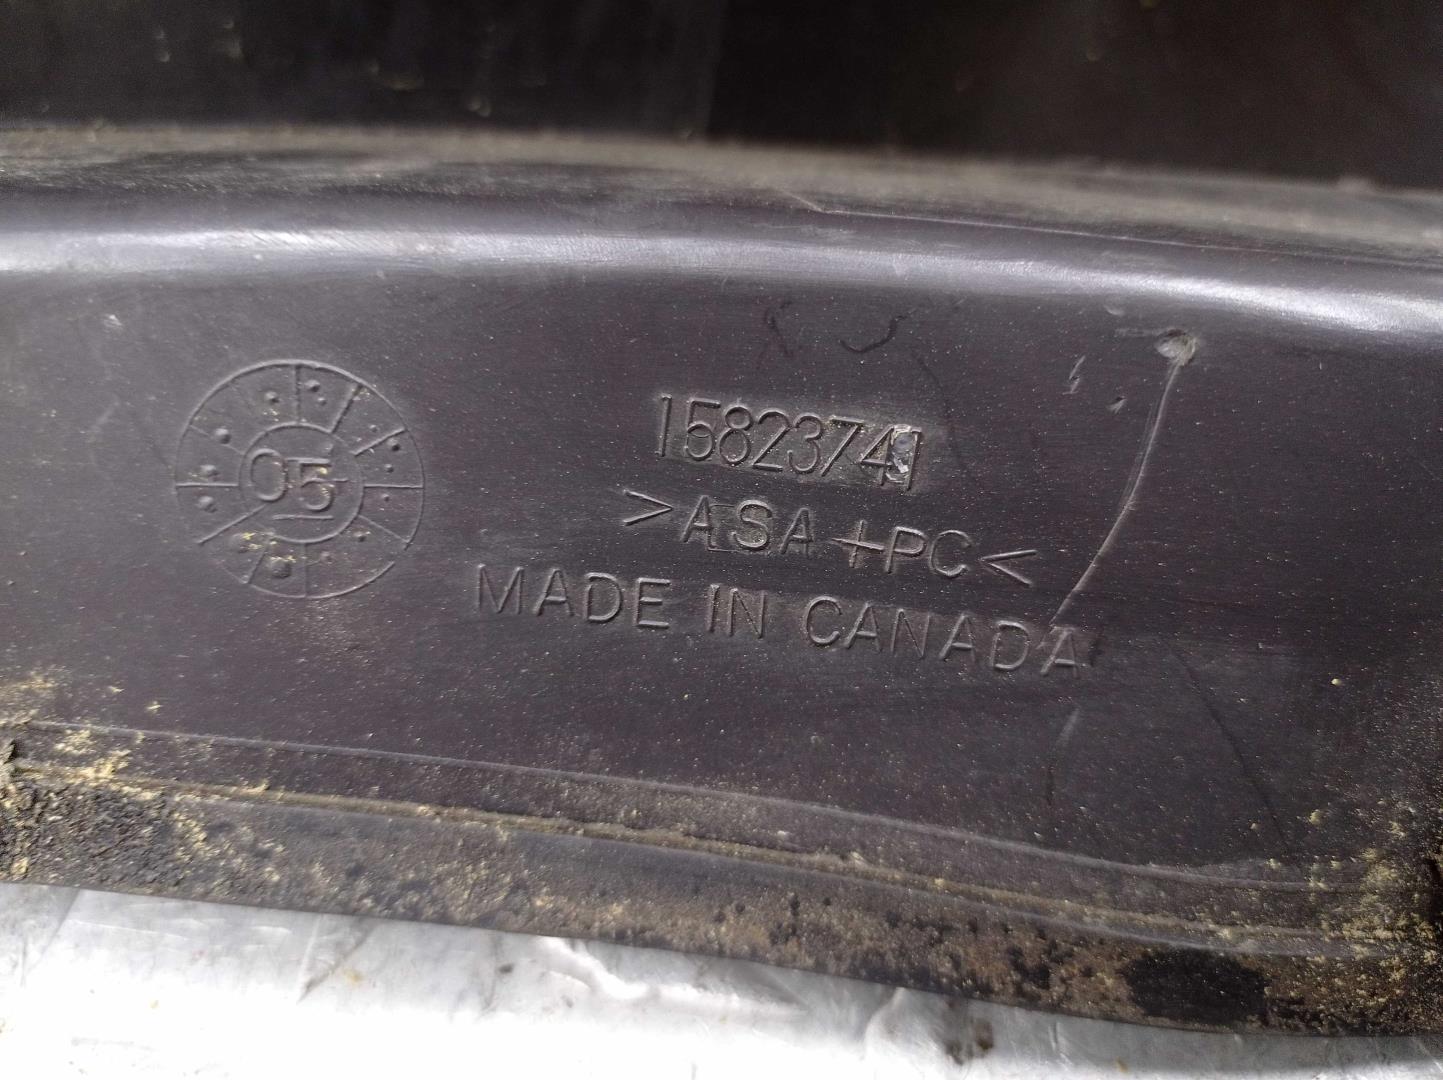 05
15823741
>ASA+PC<
MADE IN CANADA